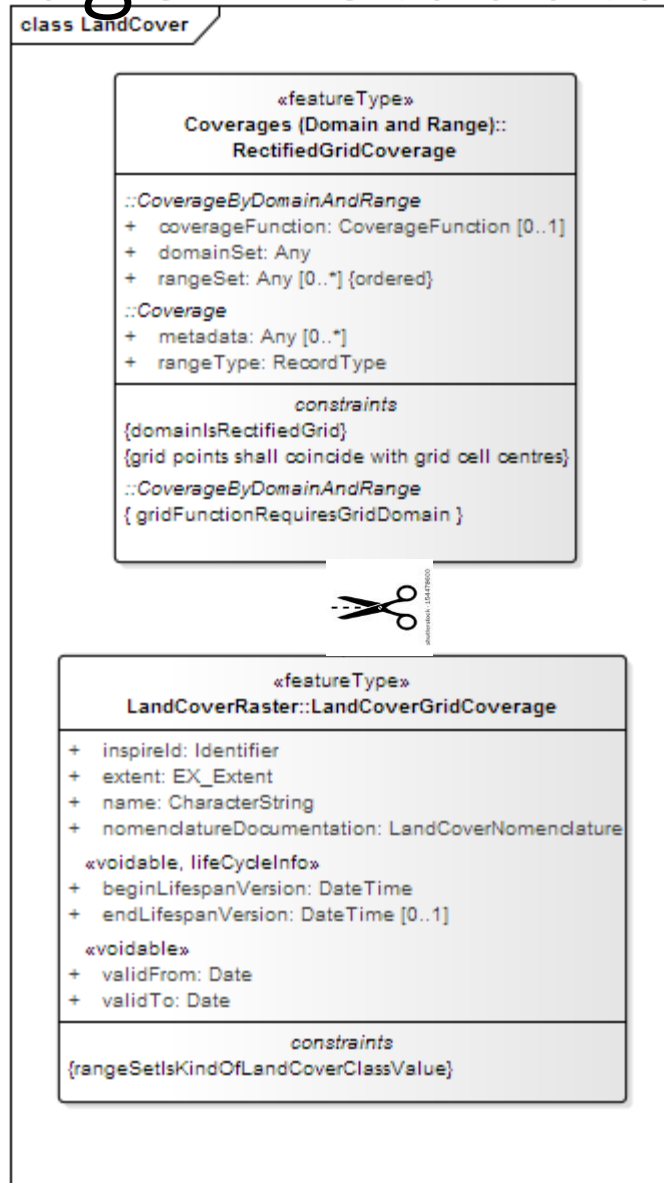 class LandCover
«featureType»
Coverages (Domain and Range)::
RectifiedGridCoverage
::CoverageByDomainAndRange
+ coverageFunction: CoverageFunction [0..1]
+ domainSet: Any
+ rangeSet: Any [0..*] {ordered}
::Coverage
+ metadata: Any [0..*]
+ rangeType: RecordType
constraints
{domainIsRectifiedGrid}
{grid points shall coincide with grid cell centres}
::CoverageByDomainAndRange
{ gridFunctionRequiresGridDomain }
shutterstock · 154478600
«featureType»
LandCoverRaster::LandCoverGridCoverage
+ inspireId: Identifier
+ extent: EX_Extent
+ name: CharacterString
+ nomenclatureDocumentation: LandCoverNomenclature
«voidable, lifeCycleInfo»
+ beginLifespanVersion: DateTime
+ endLifespanVersion: DateTime [0..1]
«voidable»
+ validFrom: Date
+ validTo: Date
constraints
{rangeSetIsKindOfLandCoverClassValue}